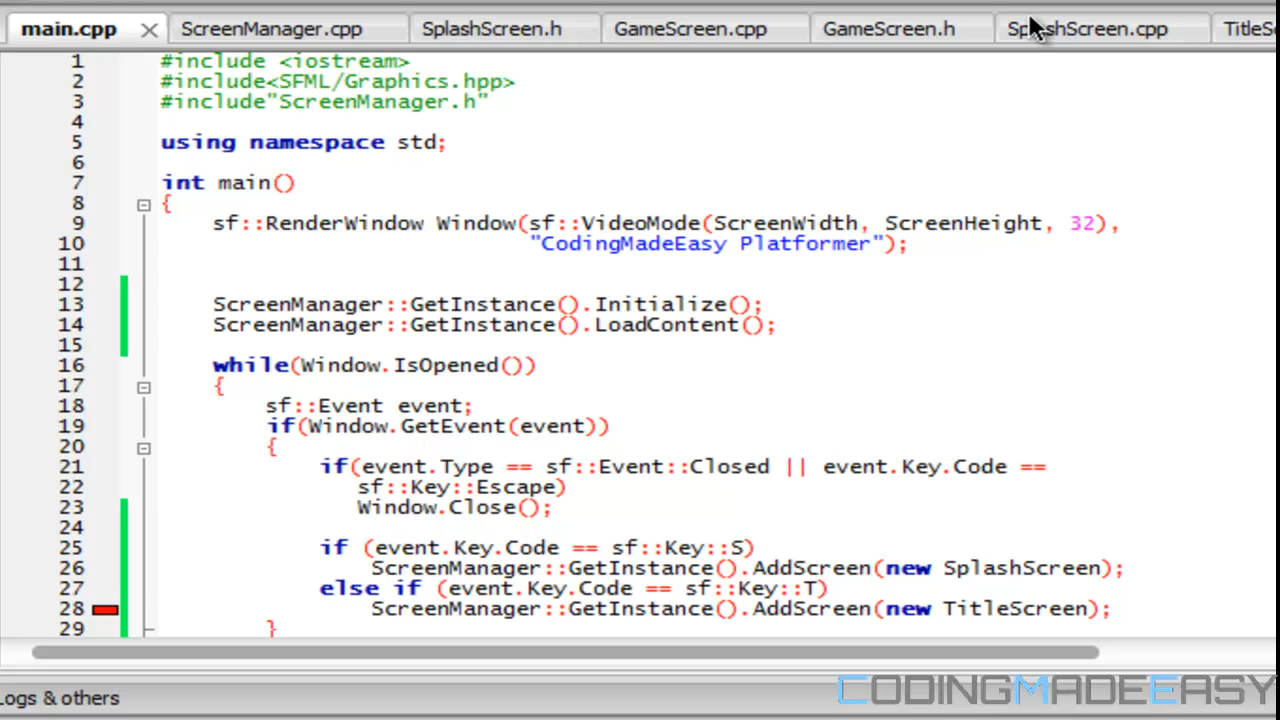 main.cpp ScreenManager.cpp SplashScreen.h GameScreen.cpp GameScreen.h SplashScreen.cpp
1 #include <iostream>
2 #include<SFML/Graphics.hpp>
3 #include"ScreenManager.h"
4
5 using namespace std;
6
7 int main()
8 {
9 sf::RenderWindow Window(sf::VideoMode(ScreenWidth, ScreenHeight, 32),
10 "CodingMadeEasy Platformer");
11
12
13 ScreenManager::GetInstance().Initialize();
14 ScreenManager::GetInstance().LoadContent();
15
16 while(Window.IsOpened())
17 {
18 sf::Event event;
19 if(Window.GetEvent(event))
20 {
21 if(event.Type == sf::Event::Closed || event.Key.Code ==
22 sf::Key::Escape)
23 Window.Close();
24
25 if (event.Key.Code == sf::Key::S)
26 ScreenManager::GetInstance().AddScreen(new SplashScreen);
27 else if (event.Key.Code == sf::Key::T)
28 ScreenManager::GetInstance().AddScreen(new TitleScreen);
29 }
Logs & others
CODINGMADEEASY